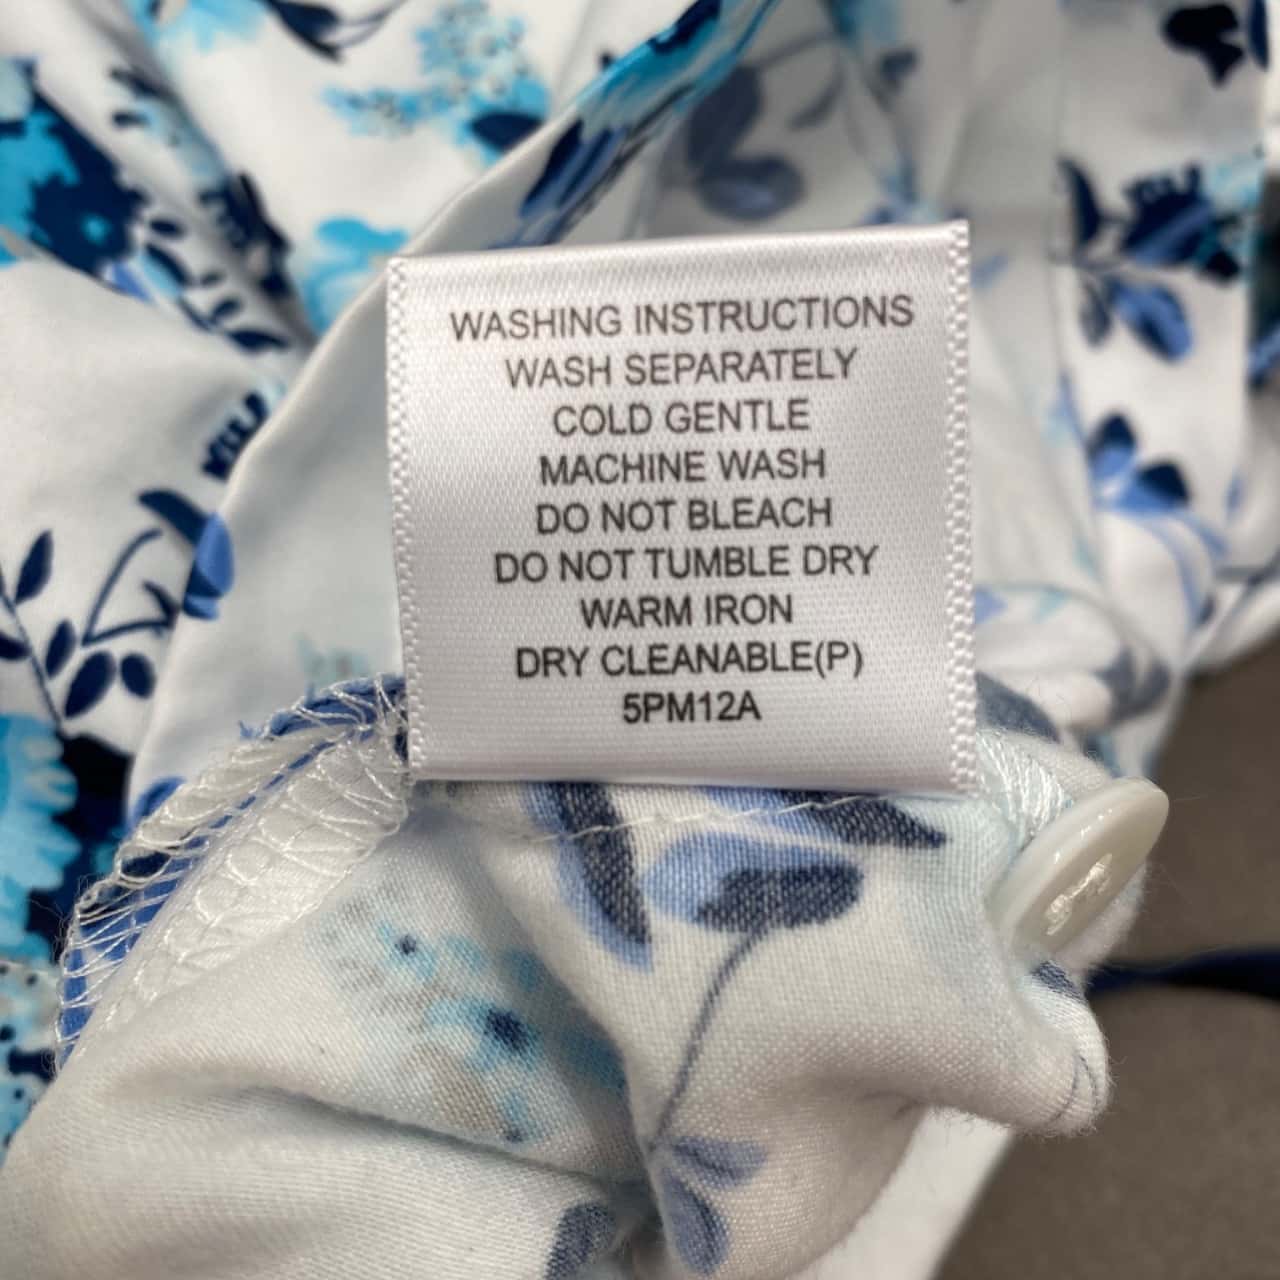 WASHING INSTRUCTIONS
WASH SEPARATELY
COLD GENTLE
MACHINE WASH
DO NOT BLEACH
DO NOT TUMBLE DRY
WARM IRON
DRY CLEANABLE(P)
5PM12A